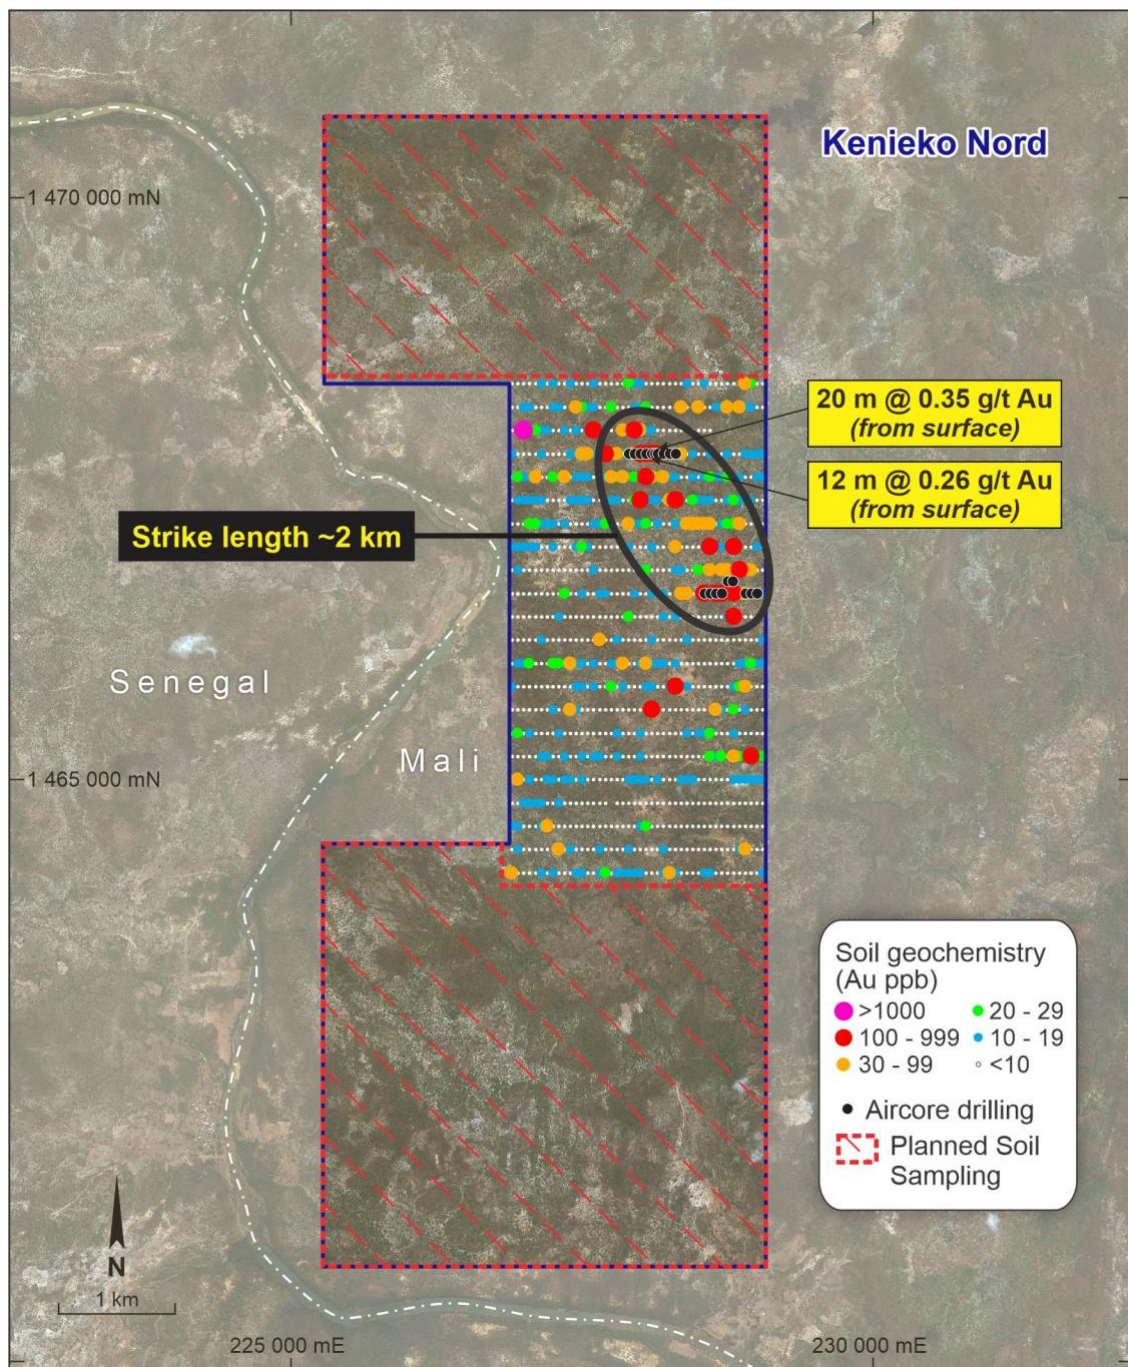 Kenieko Nord
1 470 000 mN
20 m @ 0.35 g/t Au
(from surface)
12 m @ 0.26 g/t Au
(from surface)
Strike length ~2 km
Senegal
Mali
1 465 000 mN
Soil geochemistry
(Au ppb)
>1000
100 - 999
30 - 99
20 - 29
10 - 19
<10
Aircore drilling
Planned Soil
Sampling
N
1 km
225 000 mE
230 000 mE